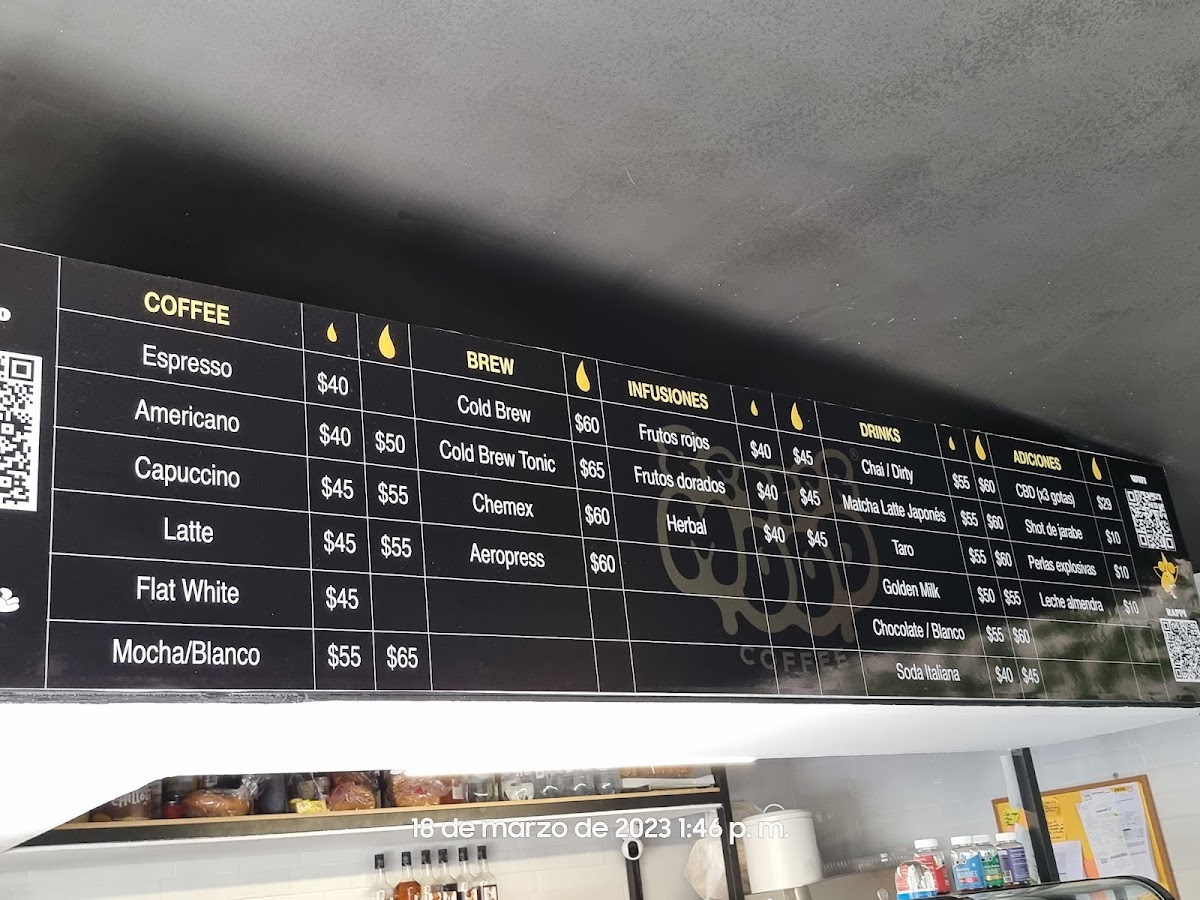 COFFEE
Espresso $40
Americano $40 $50
Capuccino $45 $55
Latte $45 $55
Flat White $45
Mocha/Blanco $55 $65
BREW
Cold Brew $60
Cold Brew Tonic $65
Chemex $60
Aeropress $60
INFUSIONES
Frutos rojos $40 $45
Frutos dorados $40 $45
Herbal $40 $45
DRINKS
Chai / Dirty $55 $60
Matcha Latte Japonés $55 $60
Taro $55 $60
Golden Milk $50 $55
Chocolate / Blanco $55 $60
Soda Italiana $40 $45
ADICIONES
CBD (x3 gotas) $29
Shot de jarabe $10
Perlas explosivas $10
Leche almendra $10
WIFI
HAPPY
COFFEE
18 de marzo de 2023 1:46 p. m.